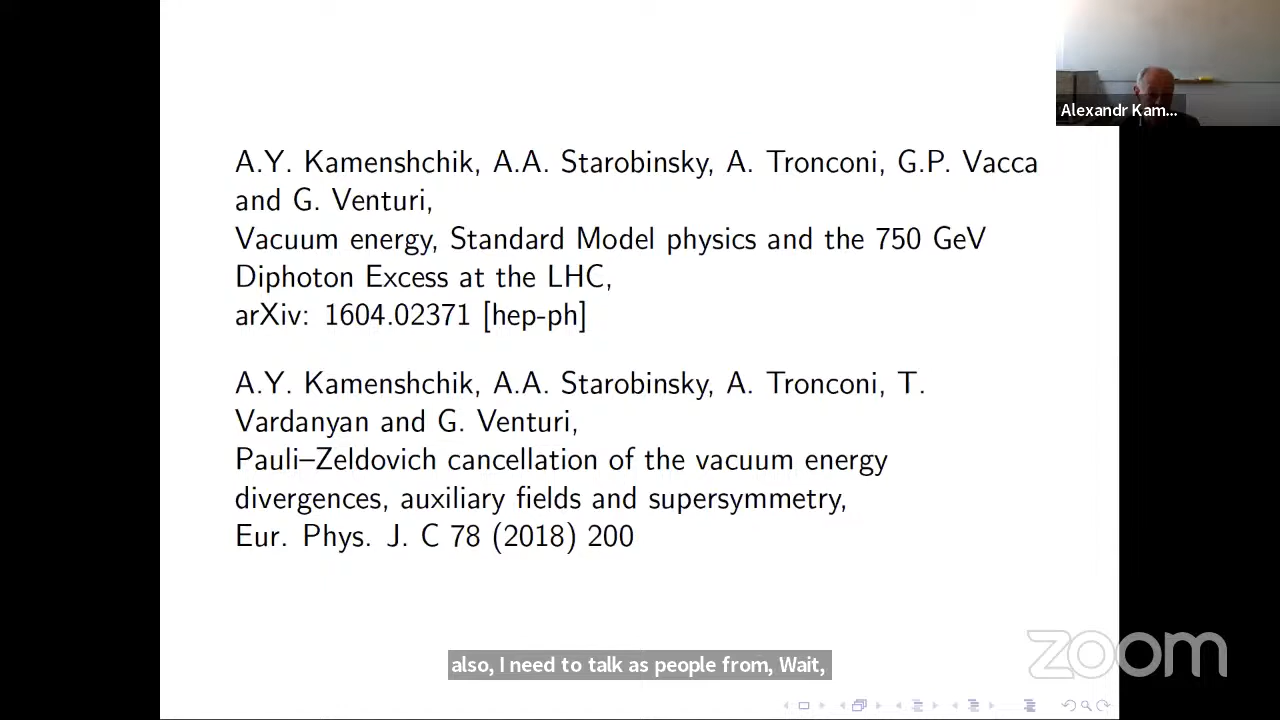 Alexandr Kam...
A.Y. Kamenshchik, A.A. Starobinsky, A. Tronconi, G.P. Vacca
and G. Venturi,
Vacuum energy, Standard Model physics and the 750 GeV
Diphoton Excess at the LHC,
arXiv: 1604.02371 [hep-ph]
A.Y. Kamenshchik, A.A. Starobinsky, A. Tronconi, T.
Vardanyan and G. Venturi,
Pauli–Zeldovich cancellation of the vacuum energy
divergences, auxiliary fields and supersymmetry,
Eur. Phys. J. C 78 (2018) 200
also, I need to talk as people from, Wait,
zoom